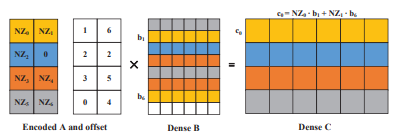 c₀ = NZ₀ · b₁ + NZ₁ · b₆
NZ₀ NZ₁ 1 6 b₁ c₀
NZ₂ 0 2 2
× =
NZ₃ NZ₄ 3 5
NZ₅ NZ₆ 0 4 b₆
Encoded A and offset Dense B Dense C